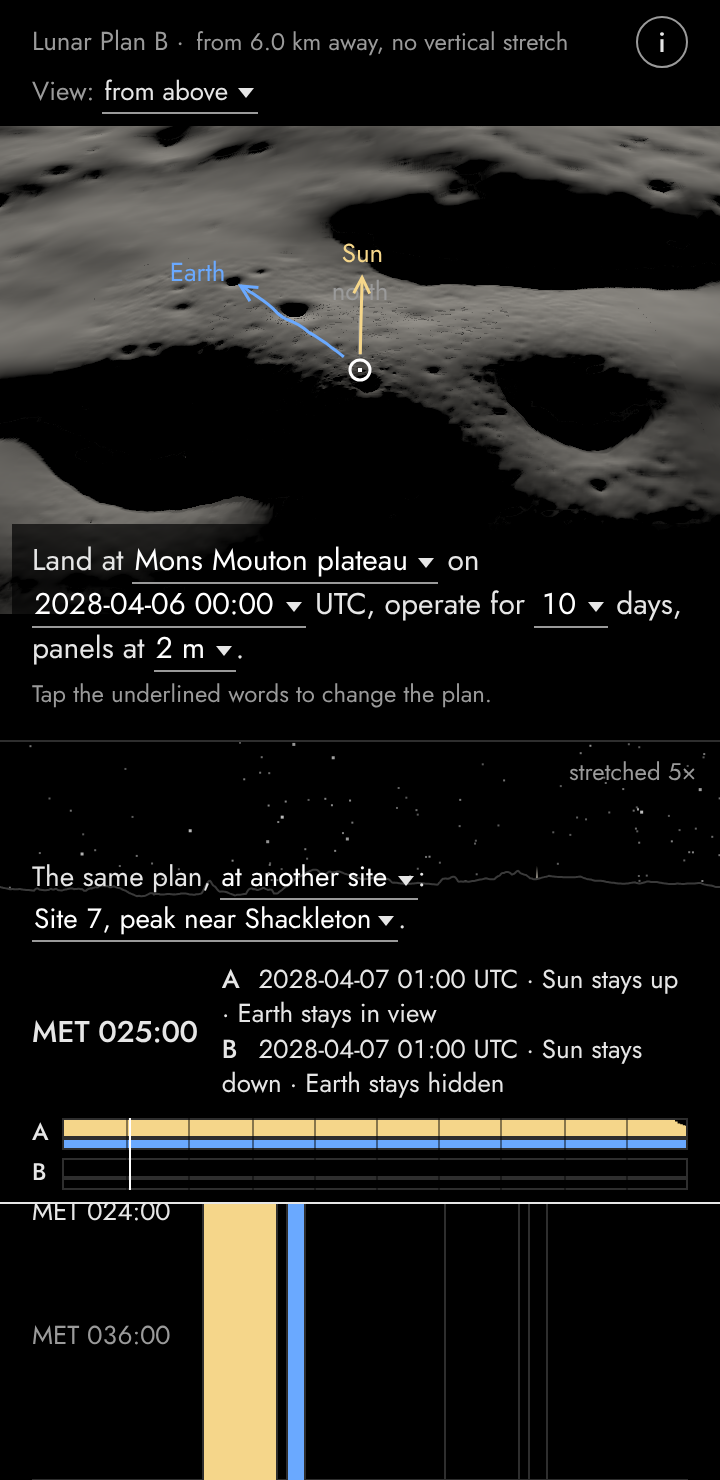 Lunar Plan B · from 6.0 km away, no vertical stretch
i
View: from above
Sun
Earth
north
Land at Mons Mouton plateau on
2028-04-06 00:00 UTC, operate for 10 days,
panels at 2 m.
Tap the underlined words to change the plan.
stretched 5×
The same plan, at another site:
Site 7, peak near Shackleton.
A 2028-04-07 01:00 UTC · Sun stays up
· Earth stays in view
MET 025:00
B 2028-04-07 01:00 UTC · Sun stays
down · Earth stays hidden
A
B
MET 024:00
MET 036:00